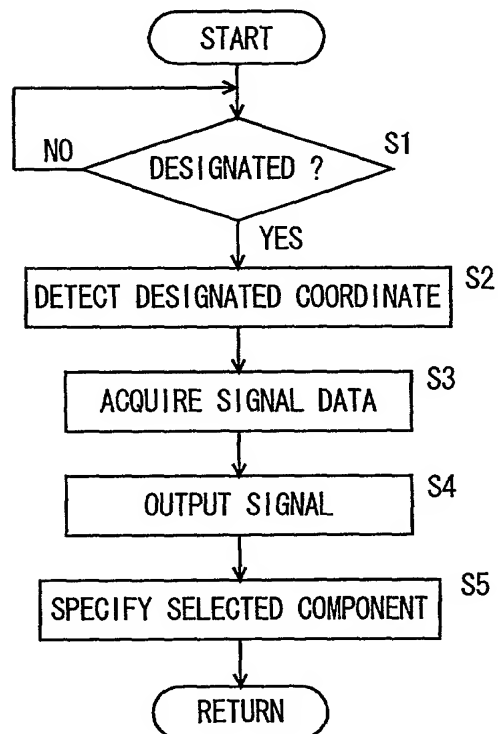 START
NO
DESIGNATED ?
S1
YES
DETECT DESIGNATED COORDINATE
S2
ACQUIRE SIGNAL DATA
S3
OUTPUT SIGNAL
S4
SPECIFY SELECTED COMPONENT
S5
RETURN